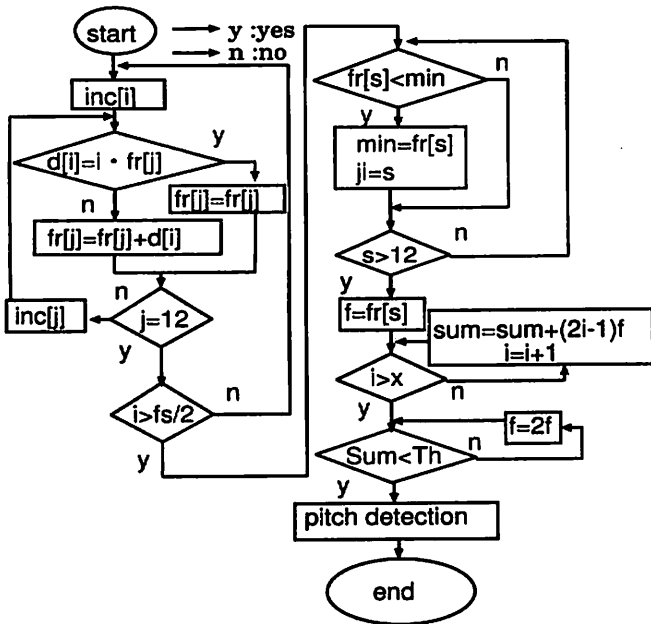 start
y :yes
n :no
inc[i]
d[i]=i · fr[j]
y
n
fr[j]=fr[j]
fr[j]=fr[j]+d[i]
n
inc[j]
j=12
y
i>fs/2
n
y
fr[s]<min
n
y
min=fr[s]
ji=s
s>12
n
y
f=fr[s]
sum=sum+(2i-1)f
i=i+1
i>x
n
y
f=2f
Sum<Th
n
y
pitch detection
end